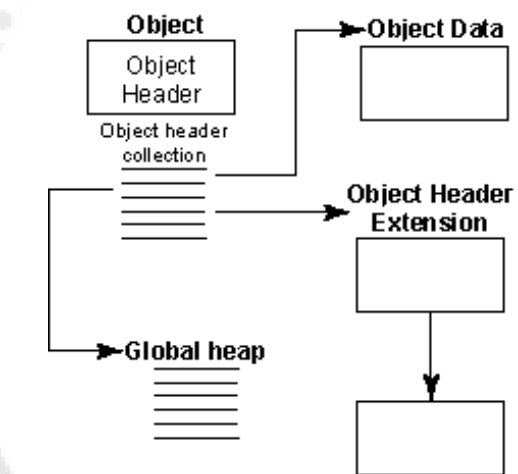 Object
Object
Header
Object header
collection
Object Data
Object Header
Extension
Global heap